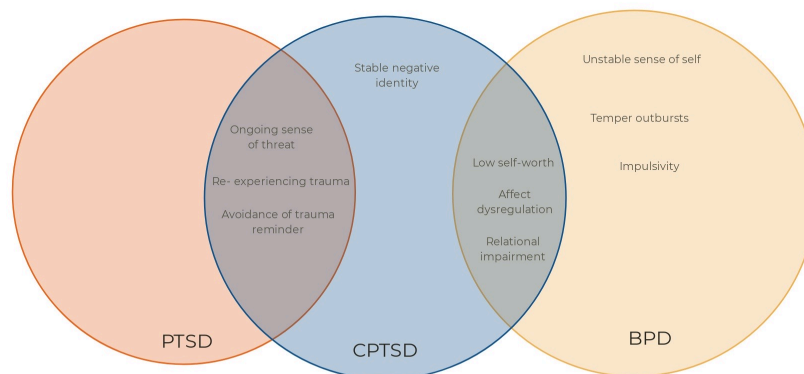 Stable negative
identity
Unstable sense of self
Temper outbursts
Impulsivity
Ongoing sense
of threat
Re- experiencing trauma
Avoidance of trauma
reminder
Low self-worth
Affect
dysregulation
Relational
impairment
PTSD
CPTSD
BPD